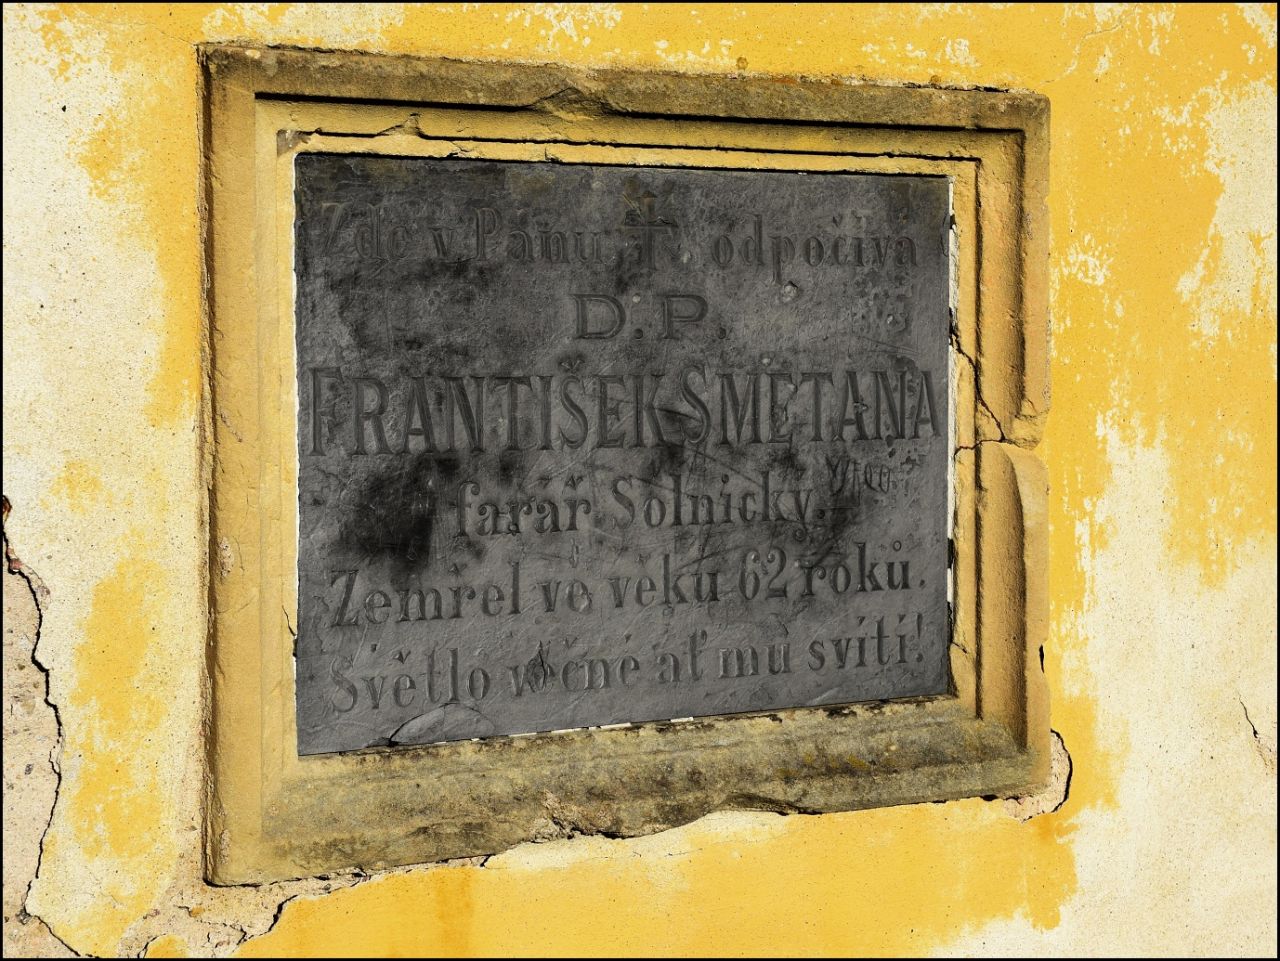 Zde v Pánu † odpočívá
D.P.
FRANTIŠEK SMETANA
farář Solnický.
Zemřel ve věku 62 roků.
Světlo věčné ať mu svítí!